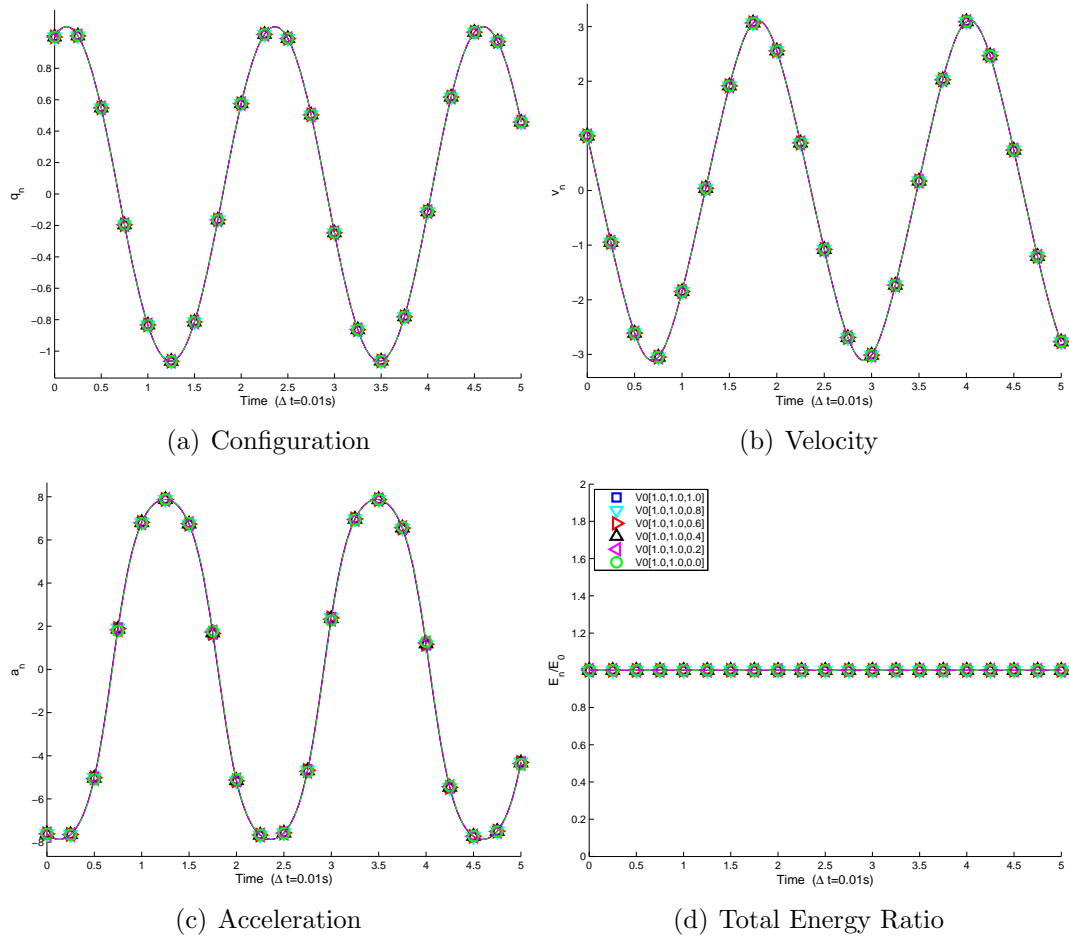 0.8
0.6
0.4
0.2
0
−0.2
−0.4
−0.6
−0.8
−1
q_n
0 0.5 1 1.5 2 2.5 3 3.5 4 4.5 5
Time (Δ t=0.01s)
(a) Configuration
3
2
1
0
−1
−2
−3
v_n
0 0.5 1 1.5 2 2.5 3 3.5 4 4.5 5
Time (Δ t=0.01s)
(b) Velocity
8
6
4
2
0
−2
−4
−6
−8
a_n
0 0.5 1 1.5 2 2.5 3 3.5 4 4.5 5
Time (Δ t=0.01s)
(c) Acceleration
2
1.8
1.6
1.4
1.2
1
0.8
0.6
0.4
0.2
0
E_n/E_0
V0[1.0,1.0,1.0]
V0[1.0,1.0,0.8]
V0[1.0,1.0,0.6]
V0[1.0,1.0,0.4]
V0[1.0,1.0,0.2]
V0[1.0,1.0,0.0]
0 0.5 1 1.5 2 2.5 3 3.5 4 4.5 5
Time (Δ t=0.01s)
(d) Total Energy Ratio